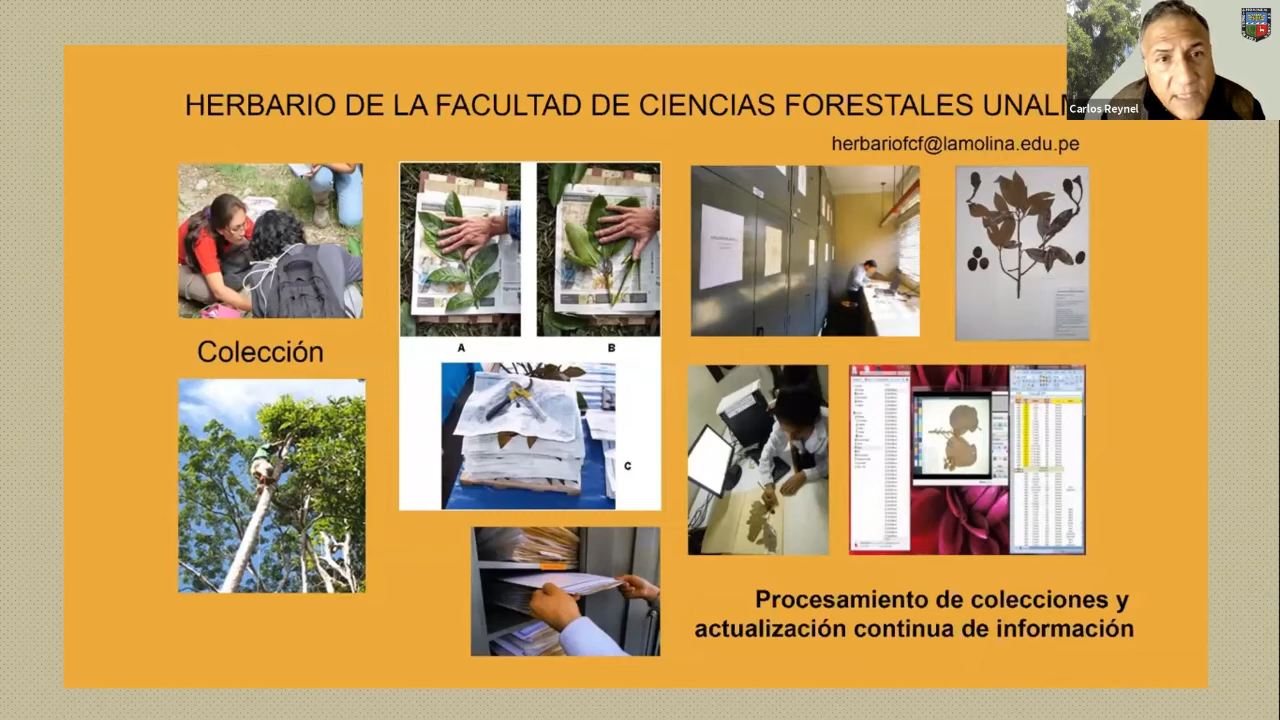 HERBARIO DE LA FACULTAD DE CIENCIAS FORESTALES UNAL
Carlos Reynel
herbariofcf@lamolina.edu.pe
Colección
A
B
C
Procesamiento de colecciones y
actualización continua de información